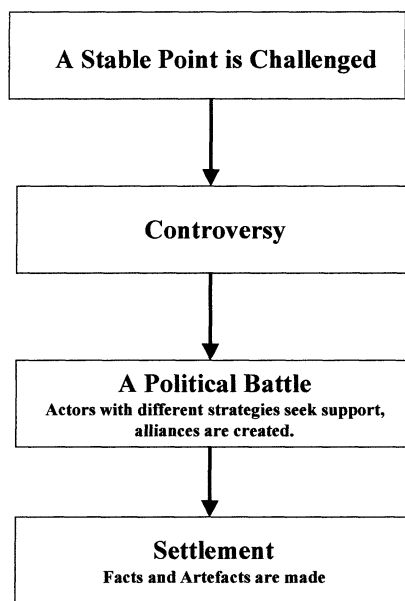 A Stable Point is Challenged
Controversy
A Political Battle
Actors with different strategies seek support,
alliances are created.
Settlement
Facts and Artefacts are made